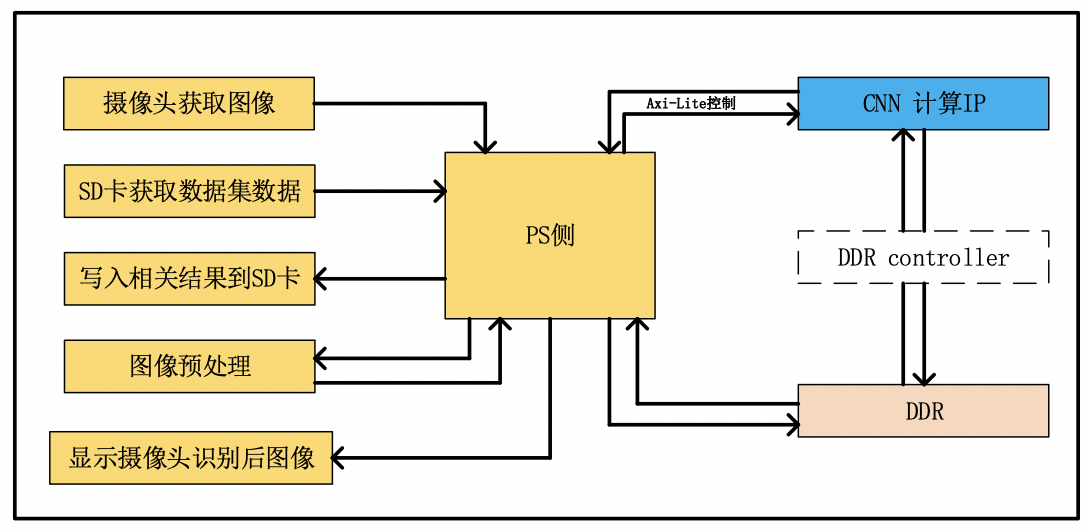 摄像头获取图像
SD卡获取数据集数据
写入相关结果到SD卡
图像预处理
显示摄像头识别后图像
PS侧
Axi-Lite控制
CNN 计算IP
DDR controller
DDR